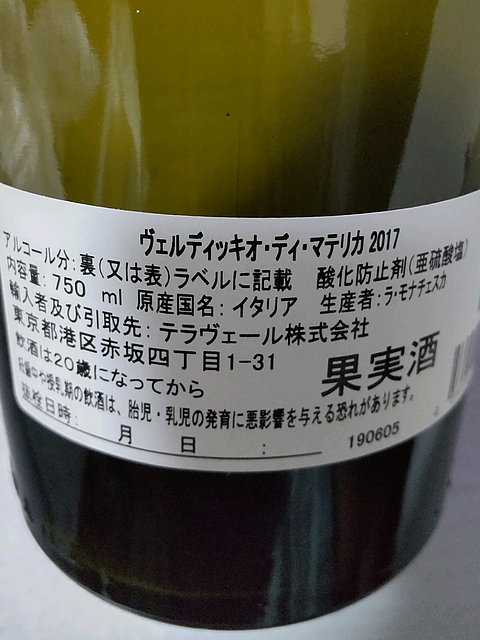 ヴェルディッキオ・ディ・マテリカ 2017
アルコール分：裏（又は表）ラベルに記載 酸化防止剤（亜硫酸塩）
内容量：750 ml 原産国名：イタリア 生産者：ラ・モナチェスカ
輸入者及び引取先：テラヴェール株式会社
東京都港区赤坂四丁目1-31
飲酒は20歳になってから
果実酒
妊娠中や授乳期の飲酒は、胎児・乳児の発育に悪影響を与える恐れがあります。
抜栓日時： 月 日 ：
190605